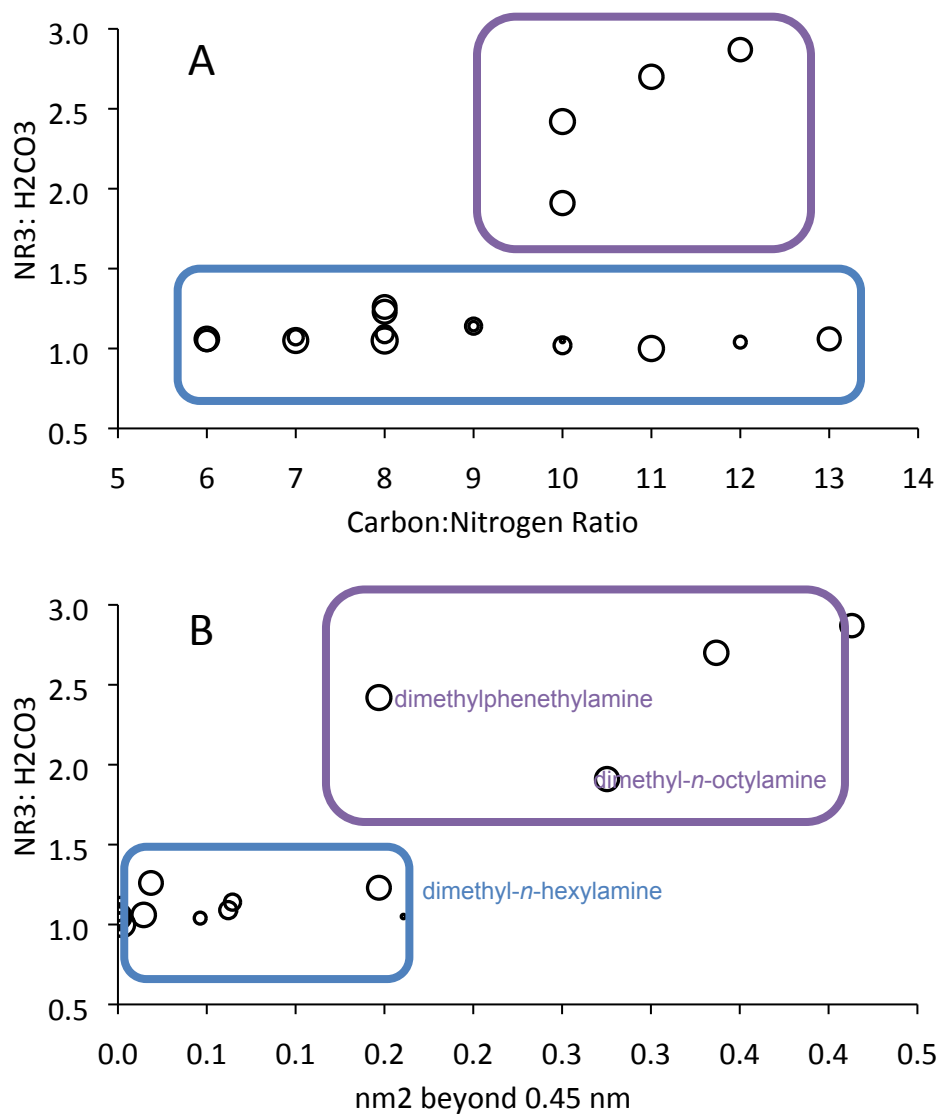 A
NR3: H2CO3
3.0
2.5
2.0
1.5
1.0
0.5
5 6 7 8 9 10 11 12 13 14
Carbon:Nitrogen Ratio
B
NR3: H2CO3
3.0
2.5
2.0
1.5
1.0
0.5
dimethylphenethylamine
dimethyl-n-octylamine
dimethyl-n-hexylamine
0.0 0.1 0.1 0.2 0.2 0.3 0.3 0.4 0.4 0.5
nm2 beyond 0.45 nm